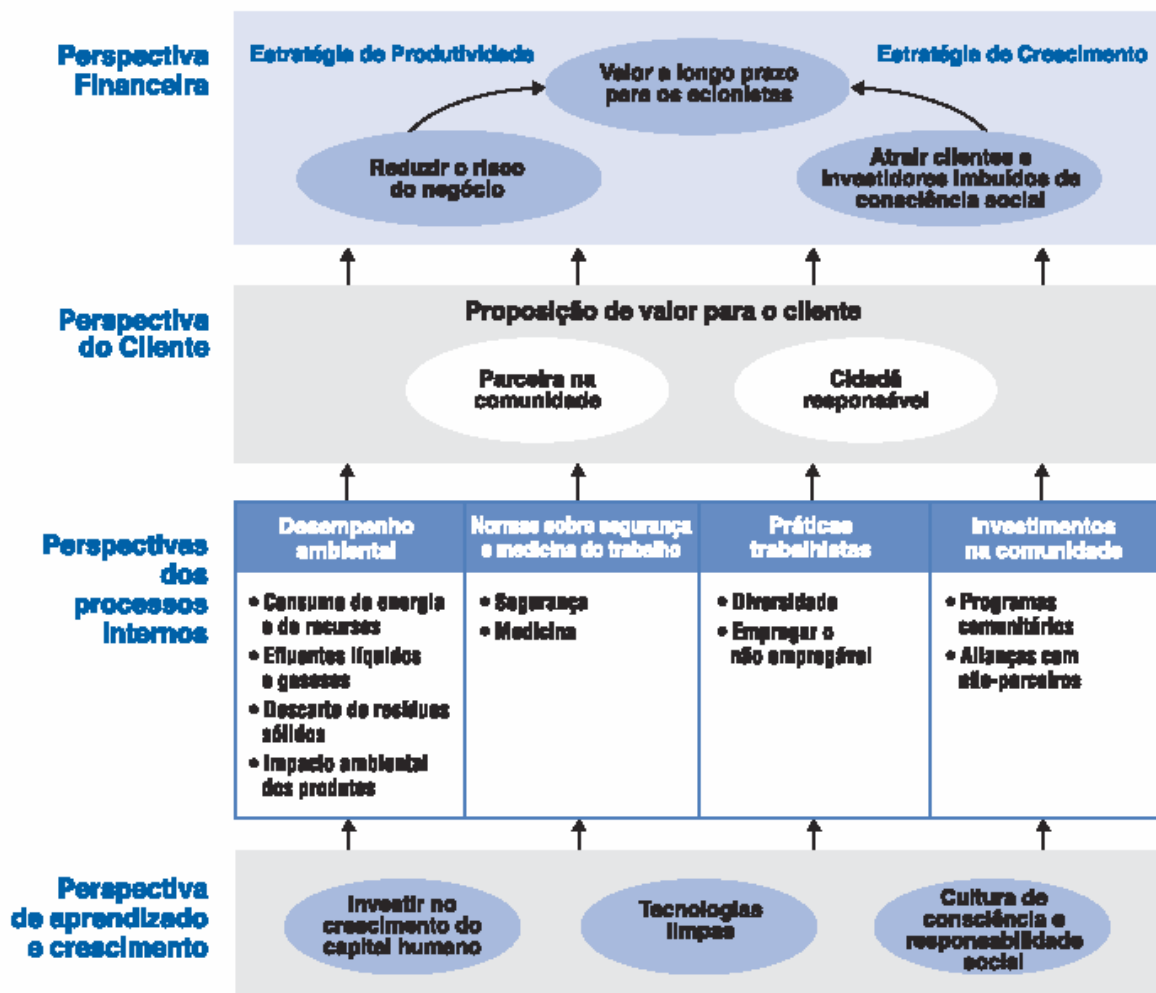 Perspectiva
Financeira
Estratégia de Produtividade
Estratégia de Crescimento
Valor a longo prazo
para os acionistas
Reduzir o risco
do negócio
Atrair clientes e
investidores imbuídos de
consciência social
Perspectiva
do Cliente
Proposição de valor para o cliente
Parceira na
comunidade
Cidadã
responsável
Perspectivas
dos
processos
internos
Desempenho
ambiental
• Consumo de energia
e de recursos
• Efluentes líquidos
e gasosos
• Descarte de resíduos
sólidos
• Impacto ambiental
dos produtos
Normas sobre segurança
e medicina do trabalho
• Segurança
• Medicina
Práticas
trabalhistas
• Diversidade
• Empregar o
não empregável
Investimentos
na comunidade
• Programas
comunitários
• Alianças com
não-parceiros
Perspectiva
de aprendizado
e crescimento
Investir no
crescimento do
capital humano
Tecnologias
limpas
Cultura de
consciência e
responsabilidade
social